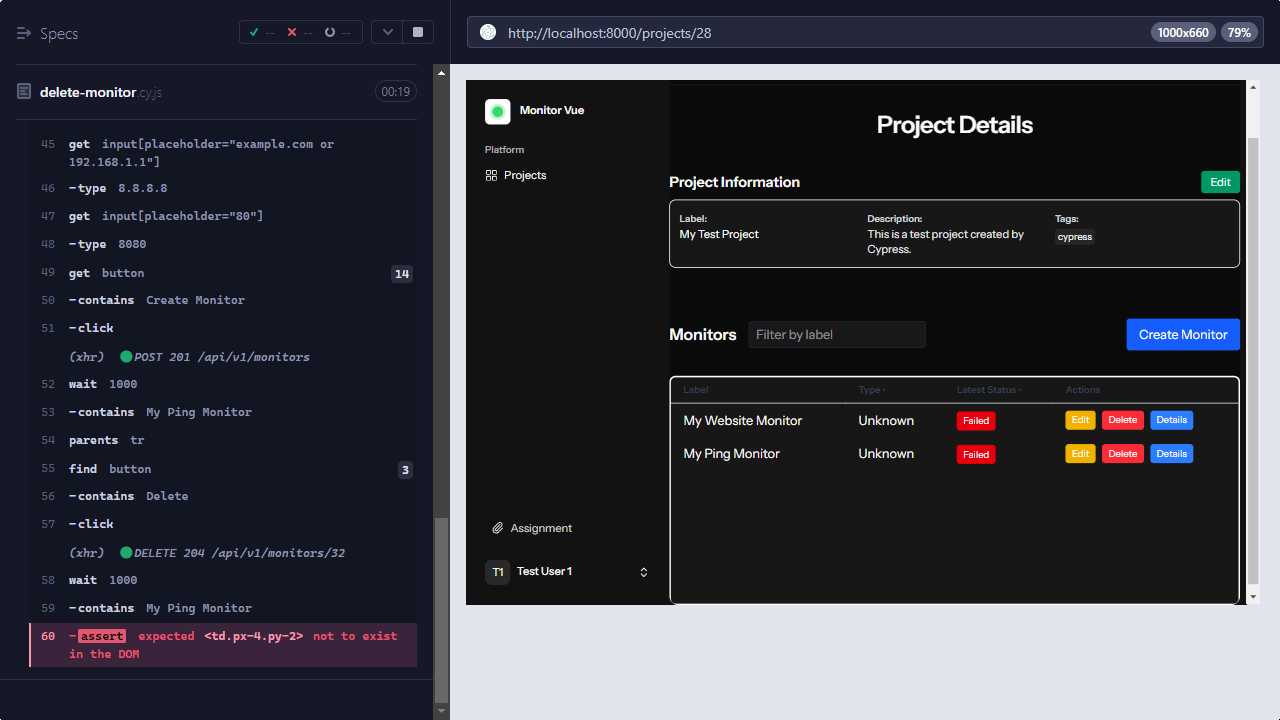 Specs
-- -- --
delete-monitor.cy.js 00:19
45 get input[placeholder="example.com or
192.168.1.1"]
46 -type 8.8.8.8
47 get input[placeholder="80"]
48 -type 8080
49 get button 14
50 -contains Create Monitor
51 -click
(xhr) POST 201 /api/v1/monitors
52 wait 1000
53 -contains My Ping Monitor
54 parents tr
55 find button 3
56 -contains Delete
57 -click
(xhr) DELETE 204 /api/v1/monitors/32
58 wait 1000
59 -contains My Ping Monitor
60 -assert expected <td.px-4.py-2> not to exist
in the DOM
http://localhost:8000/projects/28 1000x660 79%
Monitor Vue
Platform
Projects
Assignment
T1 Test User 1
Project Details
Project Information Edit
Label: Description: Tags:
My Test Project This is a test project created by cypress
Cypress.
Monitors Filter by label Create Monitor
Label Type Latest Status Actions
My Website Monitor Unknown Failed Edit Delete Details
My Ping Monitor Unknown Failed Edit Delete Details